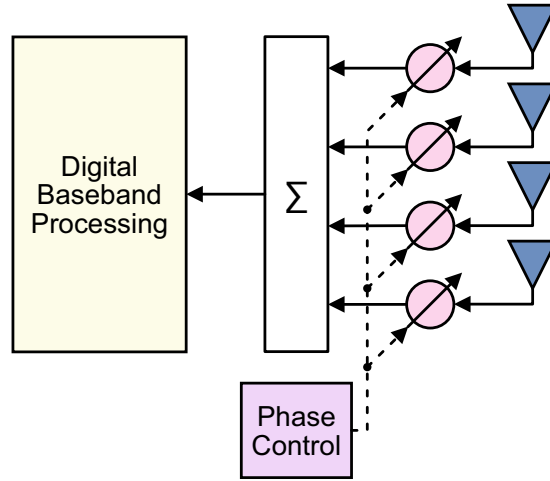 Digital
Baseband
Processing
Σ
Phase
Control